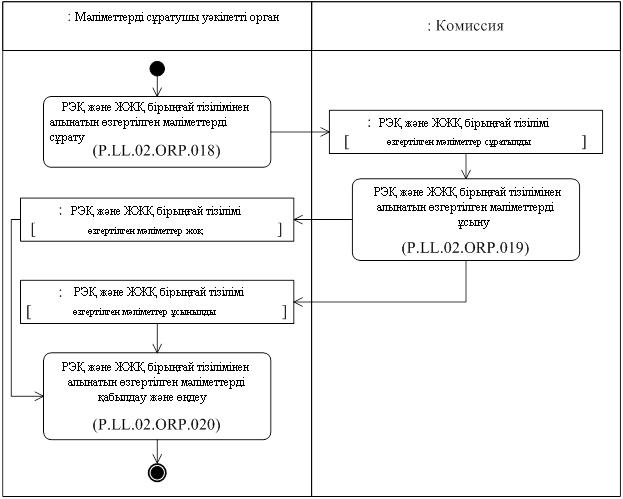 : Мәліметтерді сұратушы уәкілетті орган
: Комиссия
РЭҚ және ЖЖҚ бірыңғай тізілімінен
алынатын өзгертілген мәліметтерді
сұрату
(P.LL.02.ORP.018)
: РЭҚ және ЖЖҚ бірыңғай тізілімі
[ өзгертілген мәліметтер сұратылды ]
РЭҚ және ЖЖҚ бірыңғай тізілімінен
алынатын өзгертілген мәліметтерді
ұсыну
(P.LL.02.ORP.019)
: РЭҚ және ЖЖҚ бірыңғай тізілімі
[ өзгертілген мәліметтер жоқ ]
: РЭҚ және ЖЖҚ бірыңғай тізілімі
[ өзгертілген мәліметтер ұсынылды ]
РЭҚ және ЖЖҚ бірыңғай тізілімінен
алынатын өзгертілген мәліметтерді
қабылдау және өңдеу
(P.LL.02.ORP.020)